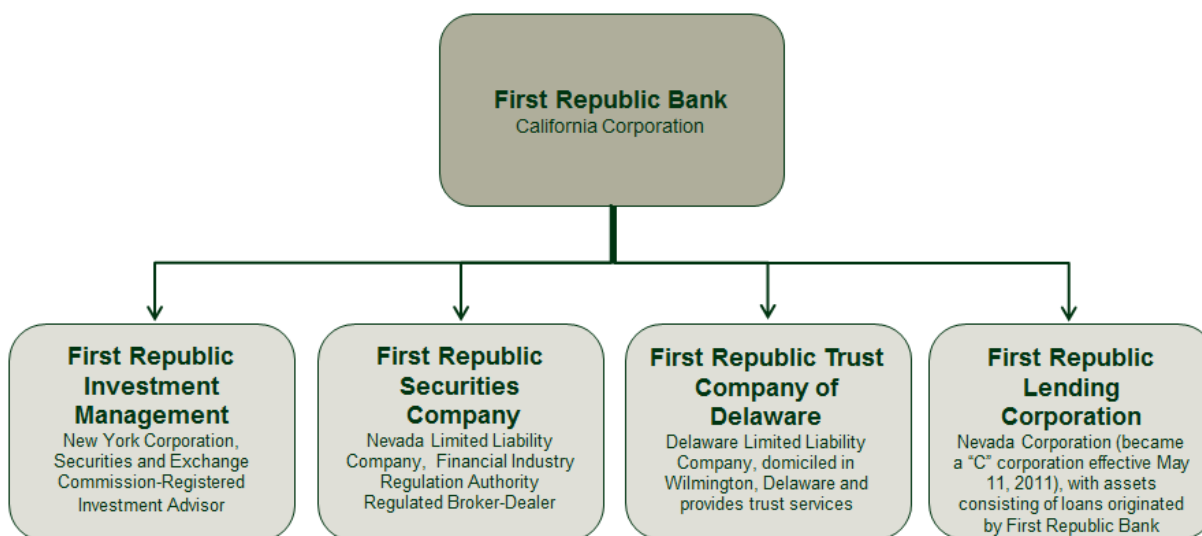 First Republic Bank
California Corporation
First Republic
Investment
Management
New York Corporation,
Securities and Exchange
Commission-Registered
Investment Advisor
First Republic
Securities
Company
Nevada Limited Liability
Company, Financial Industry
Regulation Authority
Regulated Broker-Dealer
First Republic Trust
Company of
Delaware
Delaware Limited Liability
Company, domiciled in
Wilmington, Delaware and
provides trust services
First Republic
Lending
Corporation
Nevada Corporation (became
a “C” corporation effective May
11, 2011), with assets
consisting of loans originated
by First Republic Bank